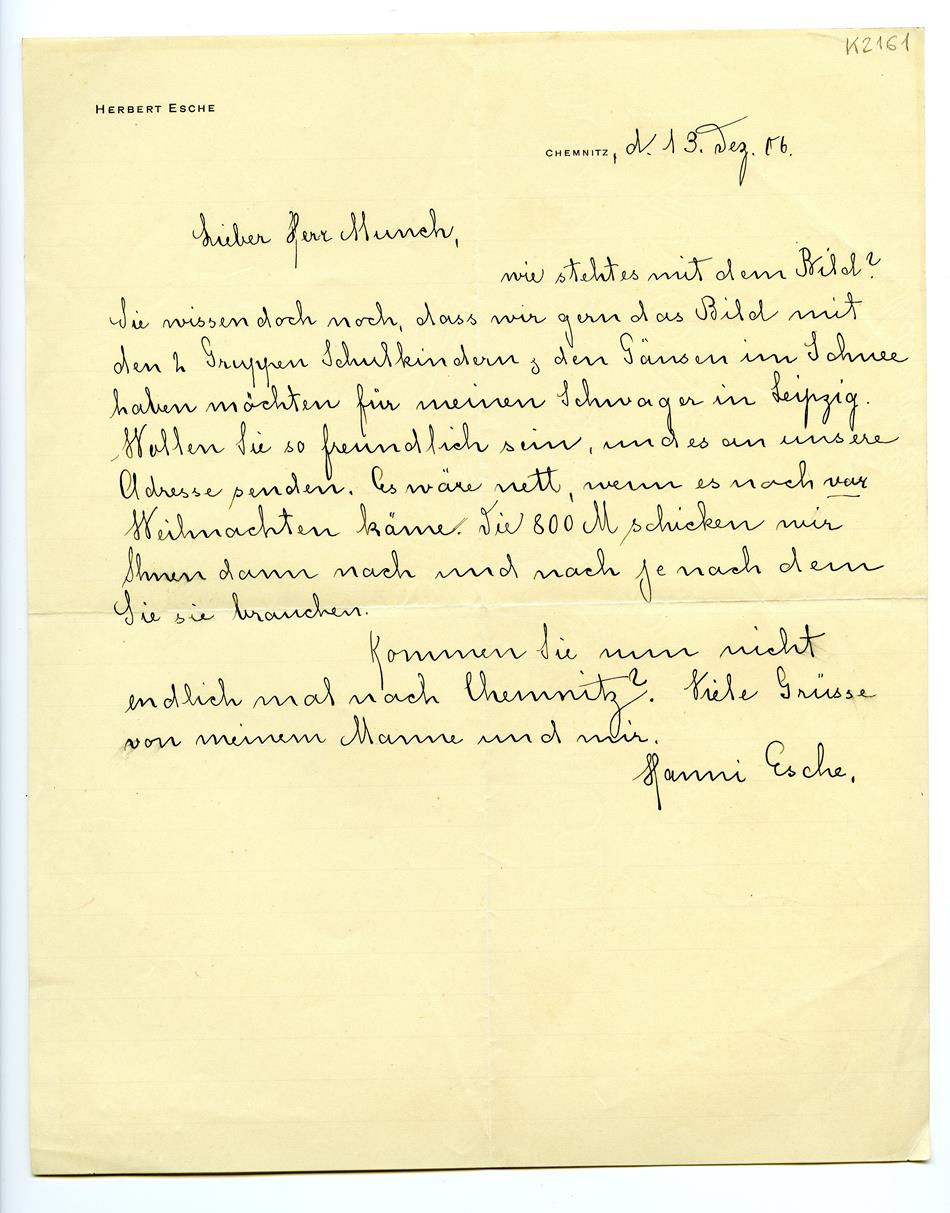 K2161
HERBERT ESCHE
CHEMNITZ, d. 13. Dez. 06.
Lieber Herr Munch,
wie steht es mit dem Bild?
Sie wissen doch noch, dass wir gern das Bild mit
den 2 Gruppen Schulkindern & den Gänsen im Schnee
haben möchten für meinen Schwager in Leipzig.
Wollen Sie so freundlich sein, und es an unsere
Adresse senden. Es wäre nett, wenn es noch vor
Weihnachten käme. Die 800 M schicken wir
Ihnen dann nach und nach je nach dem
Sie sie brauchen.
Kommen Sie nun nicht
endlich mal nach Chemnitz?. Viele Grüsse
von meinem Manne und mir.
Hanni Esche.